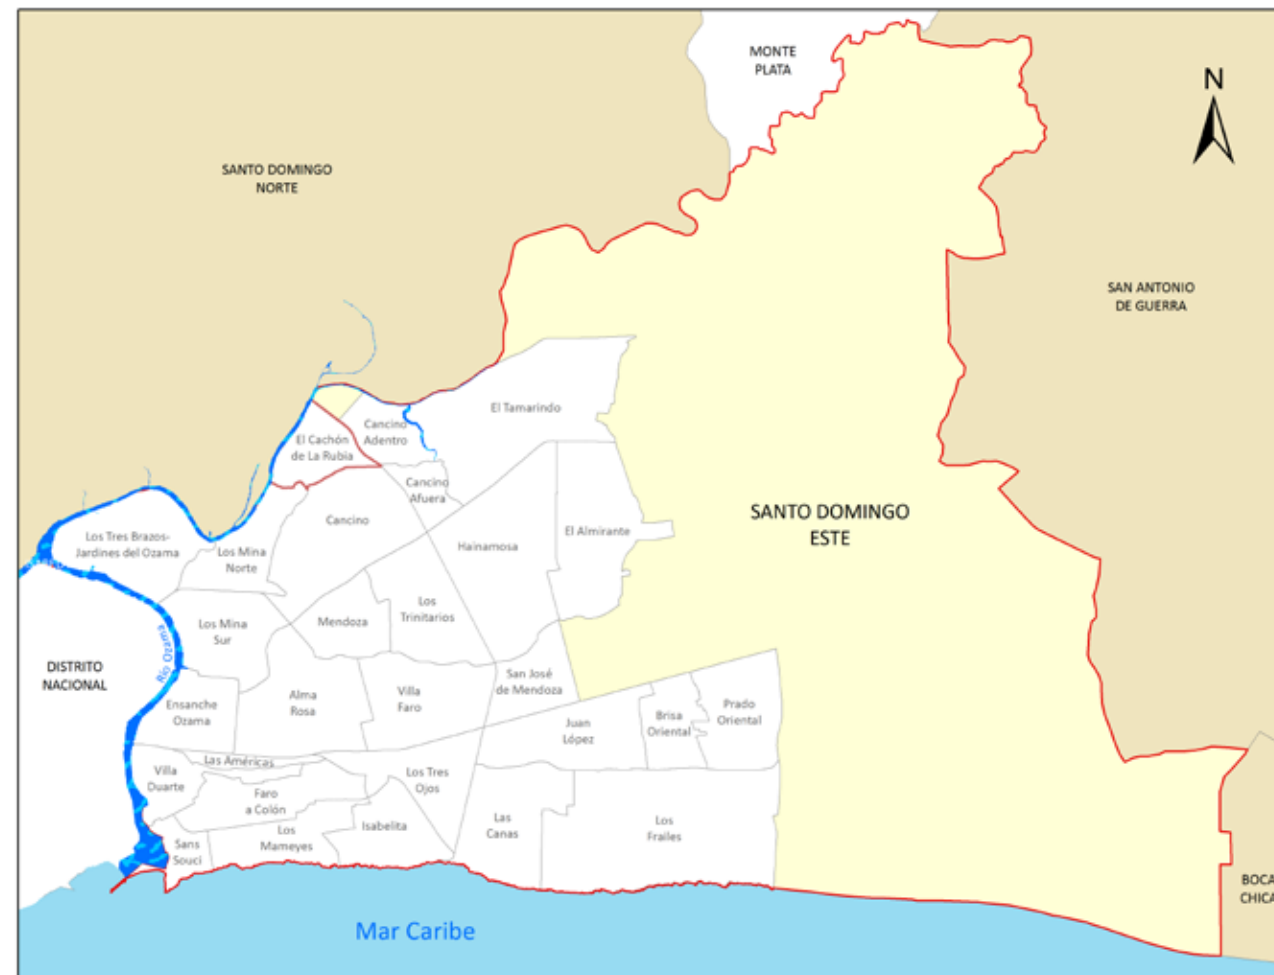 MONTE
PLATA
N
SANTO DOMINGO
NORTE
SAN ANTONIO
DE GUERRA
El Tamarindo
Cancino
Adentro
El Cachón
de La Rubia
Cancino
Afuera
Cancino
SANTO DOMINGO
ESTE
El Almirante
Los Tres Brazos-
Jardines del Ozama
Los Mina
Norte
Hainamosa
Los
Trinitarios
Mendoza
Los Mina
Sur
Río Ozama
DISTRITO
NACIONAL
San José
de Mendoza
Alma
Rosa
Villa
Faro
Ensanche
Ozama
Prado
Oriental
Brisa
Oriental
Juan
López
Las Américas
Villa
Duarte
Los Tres
Ojos
Faro
a Colón
Las
Canas
Los
Frailes
Isabelita
Los
Mameyes
Sans
Souci
BOCA
CHICA
Mar Caribe